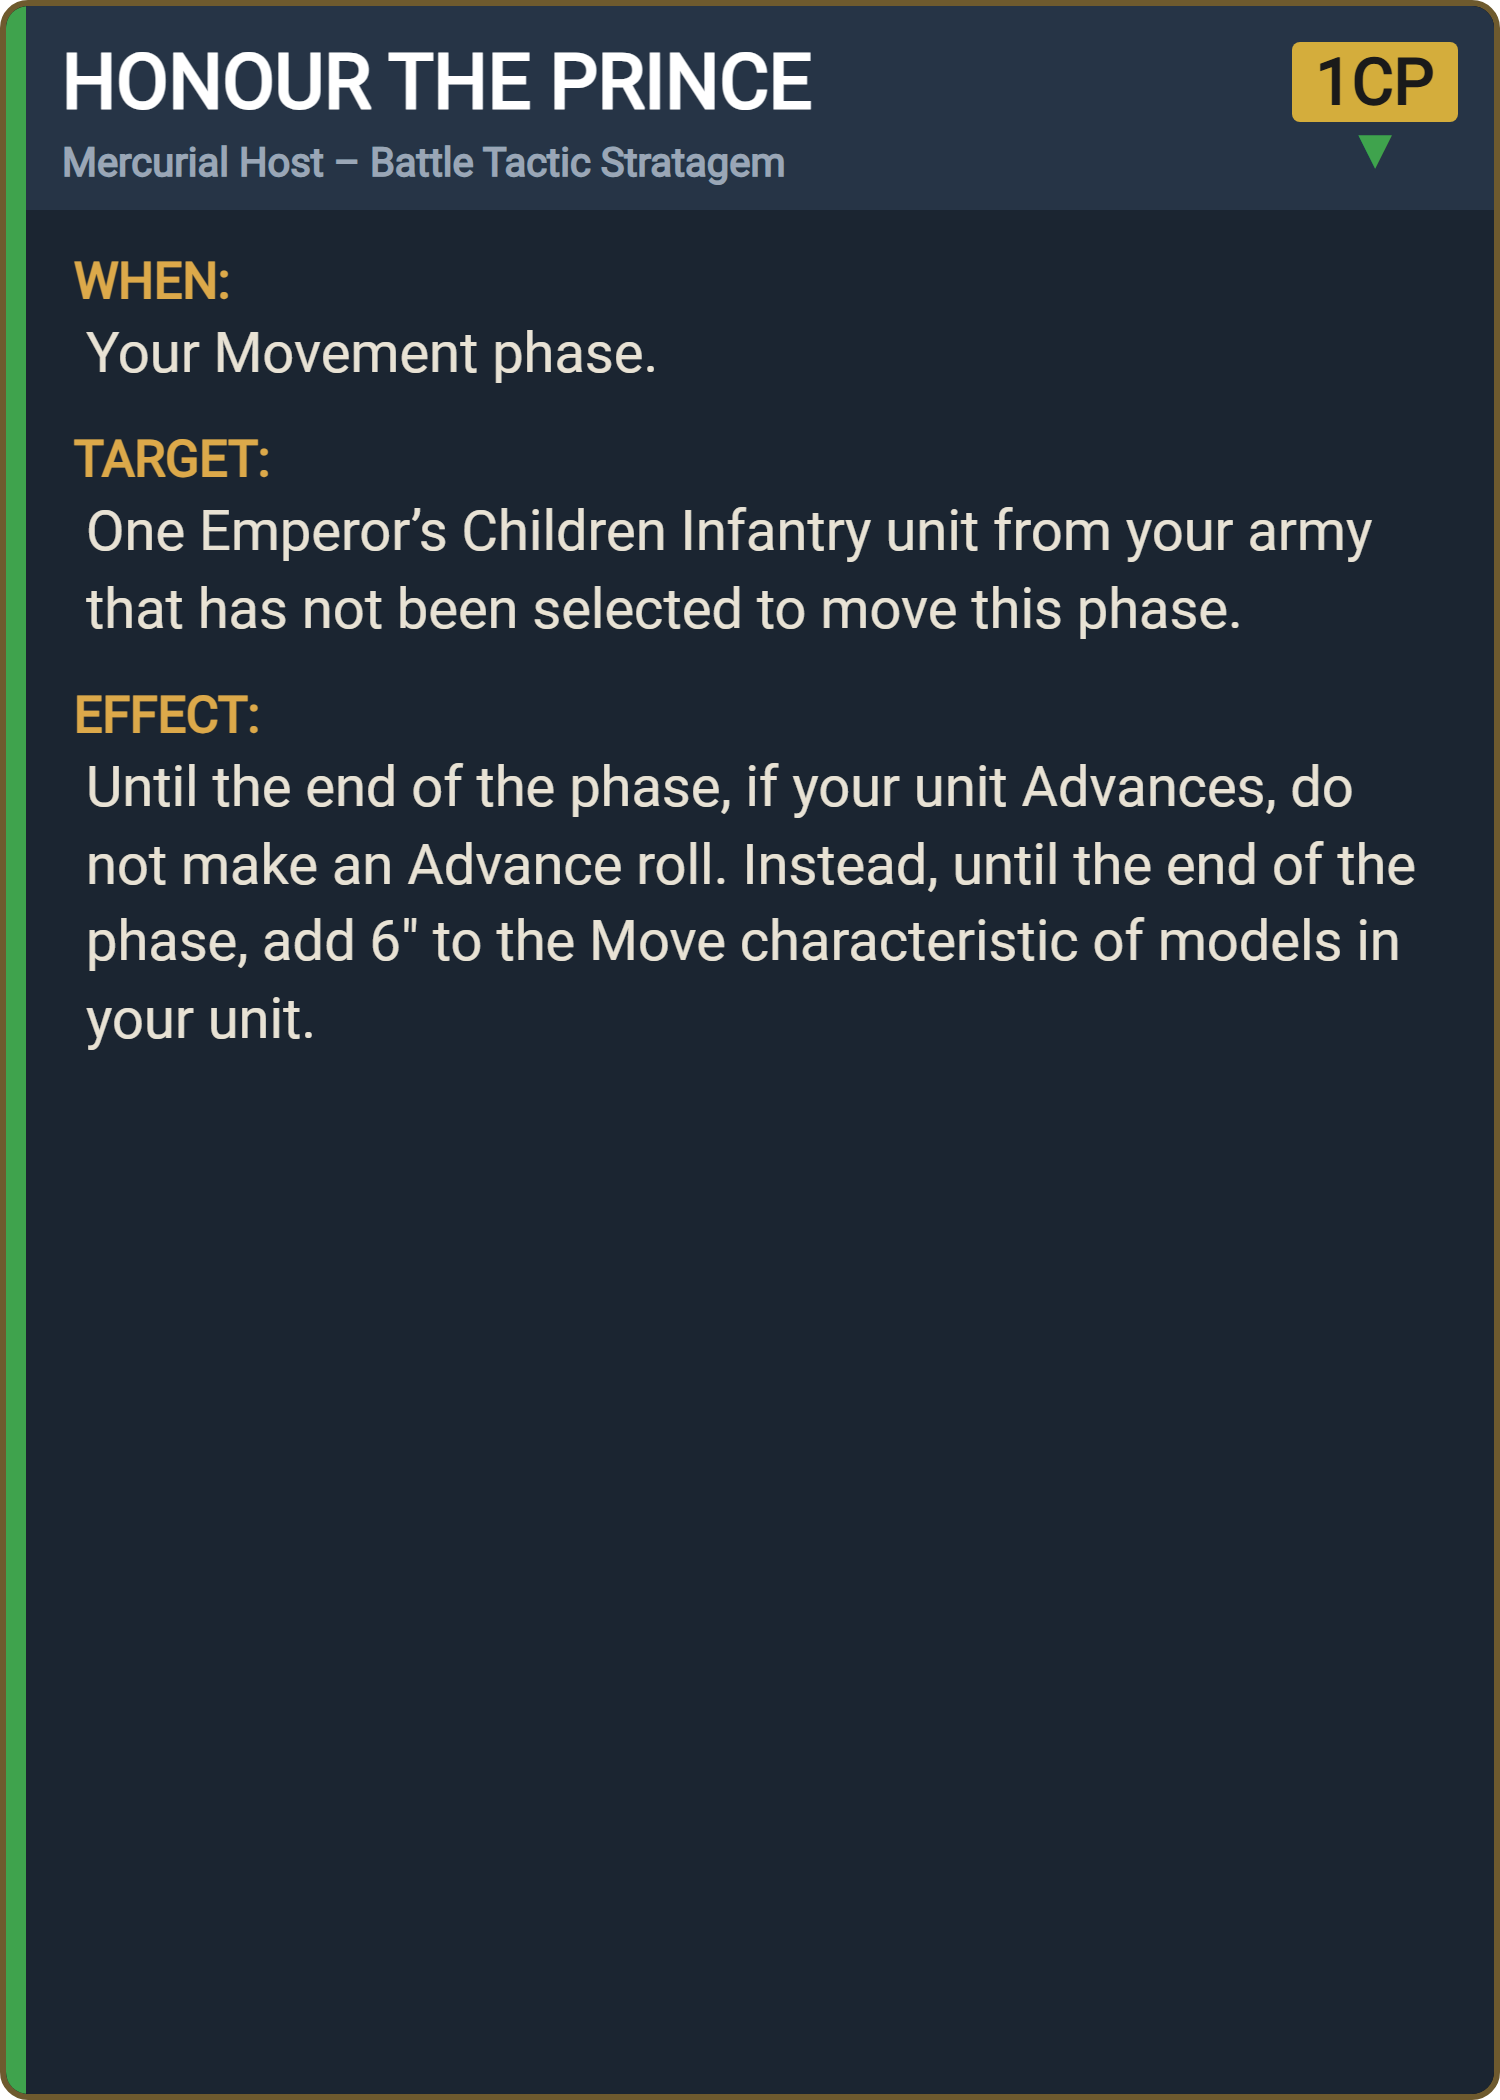 HONOUR THE PRINCE
1CP
Mercurial Host – Battle Tactic Stratagem
WHEN:
Your Movement phase.
TARGET:
One Emperor’s Children Infantry unit from your army
that has not been selected to move this phase.
EFFECT:
Until the end of the phase, if your unit Advances, do
not make an Advance roll. Instead, until the end of the
phase, add 6" to the Move characteristic of models in
your unit.